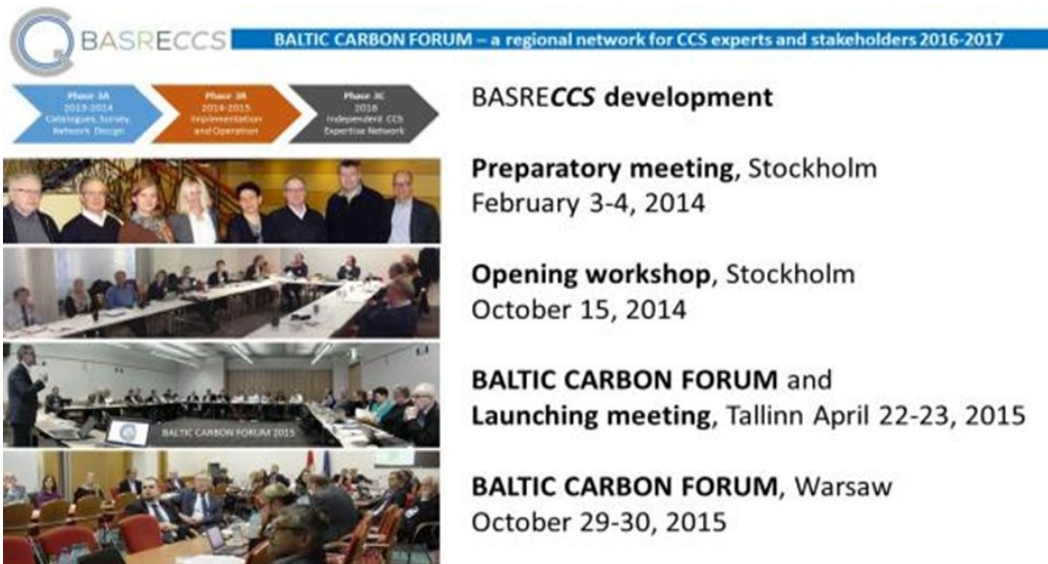 BASRECCS
BALTIC CARBON FORUM – a regional network for CCS experts and stakeholders 2016-2017
Phase 3A
2013-2014
Catalogues, Survey,
Network Design
Phase 3B
2014-2015
Implementation
and Operation
Phase 3C
2016
Independent CCS
Expertise Network
BASRECCS development
Preparatory meeting, Stockholm
February 3-4, 2014
Opening workshop, Stockholm
October 15, 2014
BALTIC CARBON FORUM and
Launching meeting, Tallinn April 22-23, 2015
BALTIC CARBON FORUM 2015
BALTIC CARBON FORUM, Warsaw
October 29-30, 2015